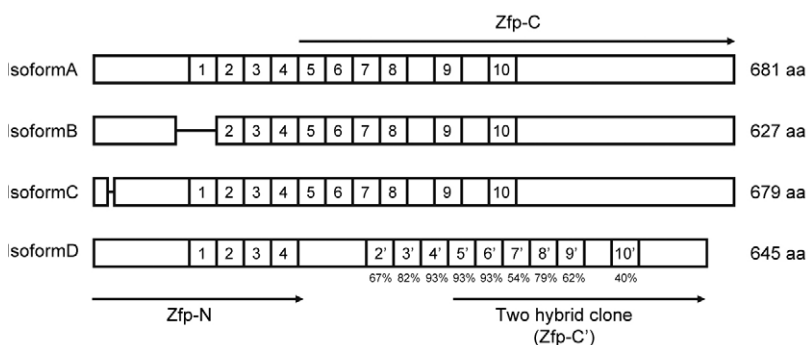 Zfp-C
IsoformA 1 2 3 4 5 6 7 8 9 10 681 aa
IsoformB 2 3 4 5 6 7 8 9 10 627 aa
IsoformC 1 2 3 4 5 6 7 8 9 10 679 aa
IsoformD 1 2 3 4 2’ 3’ 4’ 5’ 6’ 7’ 8’ 9’ 10’ 645 aa
67% 82% 93% 93% 93% 54% 79% 62% 40%
Zfp-N Two hybrid clone
(Zfp-C’)